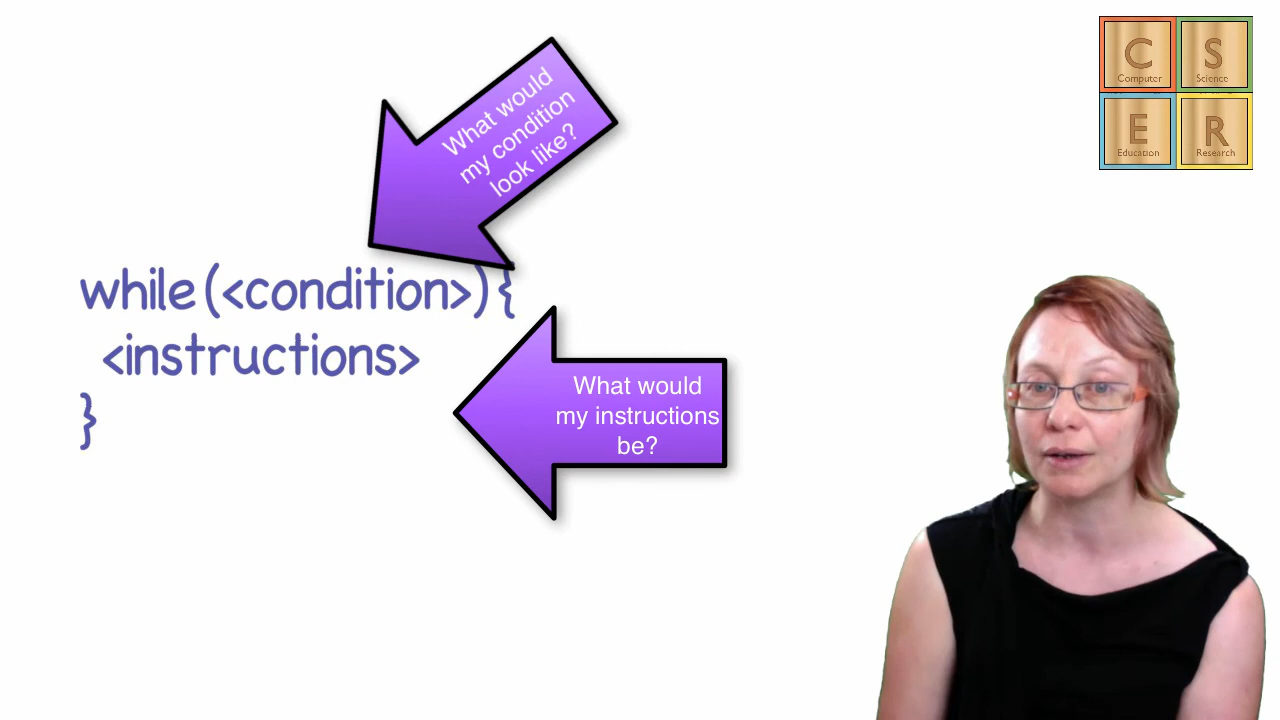 What would
my condition
look like?
while(<condition>){
<instructions>
}
What would
my instructions
be?
C
Computer
S
Science
E
Education
R
Research